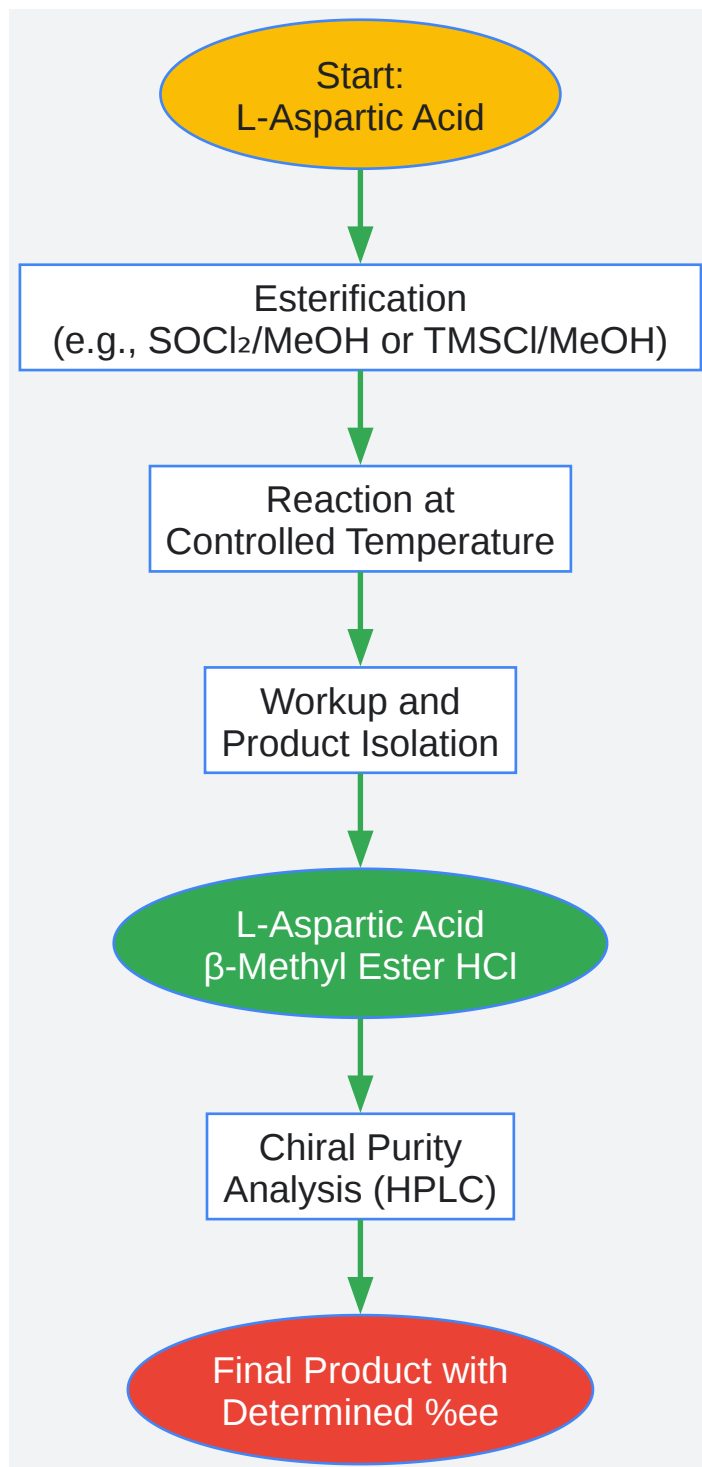 Start:
L-Aspartic Acid
Esterification
(e.g., SOCl₂/MeOH or TMSCl/MeOH)
Reaction at
Controlled Temperature
Workup and
Product Isolation
L-Aspartic Acid
β-Methyl Ester HCl
Chiral Purity
Analysis (HPLC)
Final Product with
Determined %ee